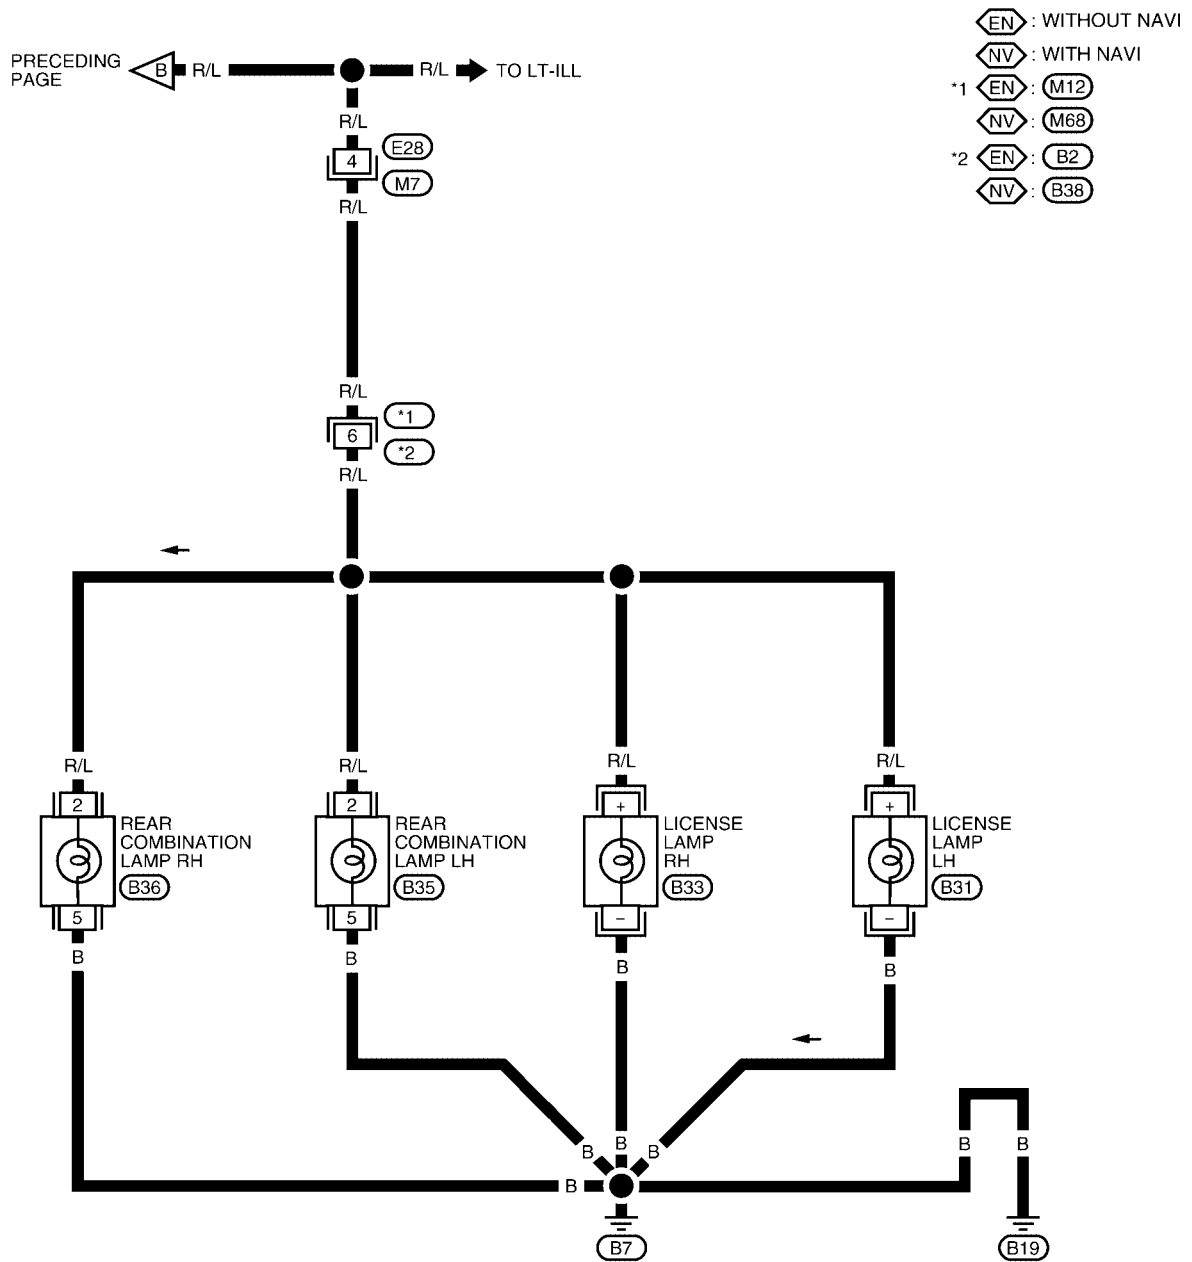 EN : WITHOUT NAVI
NV : WITH NAVI
*1 EN : M12
NV : M68
*2 EN : B2
NV : B38
PRECEDING
PAGE
B R/L R/L TO LT-ILL
R/L
4 E28
M7
R/L
R/L
*1
6
*2
R/L
R/L R/L R/L R/L
2
REAR
COMBINATION
LAMP RH
B36
5
B
2
REAR
COMBINATION
LAMP LH
B35
5
B
+
LICENSE
LAMP
RH
B33
–
B
+
LICENSE
LAMP
LH
B31
–
B
B B B B B
B
B7 B19